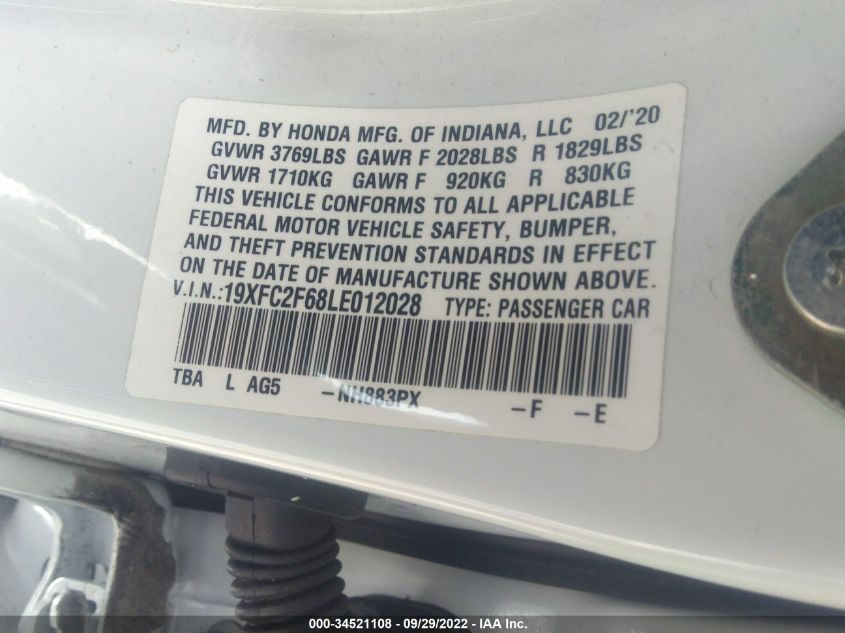 MFD. BY HONDA MFG. OF INDIANA, LLC 02/'20
GVWR 3769LBS GAWR F 2028LBS R 1829LBS
GVWR 1710KG GAWR F 920KG R 830KG
THIS VEHICLE CONFORMS TO ALL APPLICABLE
FEDERAL MOTOR VEHICLE SAFETY, BUMPER,
AND THEFT PREVENTION STANDARDS IN EFFECT
ON THE DATE OF MANUFACTURE SHOWN ABOVE.
V.I.N.:19XFC2F68LE012028 TYPE: PASSENGER CAR
TBA L AG5 -NH883PX -F -E
000-34521108 - 09/29/2022 - IAA Inc.